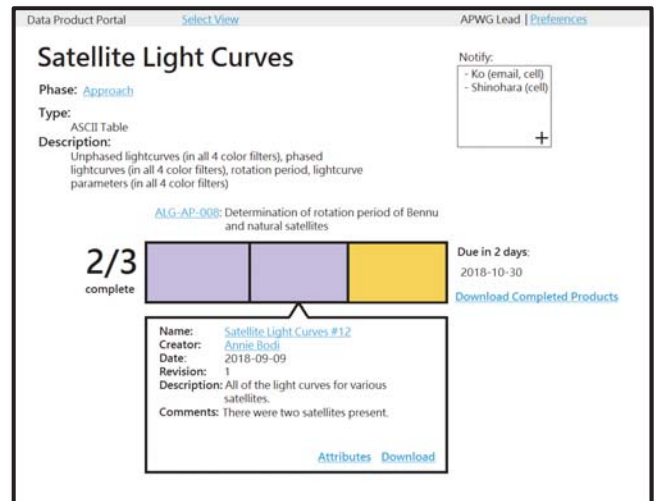 Data Product Portal Select View APWG Lead | Preferences
Satellite Light Curves
Notify:
- Ko (email, cell)
- Shinohara (cell)
+
Phase: Approach
Type:
ASCII Table
Description:
Unphased lightcurves (in all 4 color filters), phased
lightcurves (in all 4 color filters), rotation period, lightcurve
parameters (in all 4 color filters)
ALG-AP-008: Determination of rotation period of Bennu
and natural satellites
2/3
complete
Due in 2 days:
2018-10-30
Download Completed Products
Name: Satellite Light Curves #12
Creator: Annie Bodi
Date: 2018-09-09
Revision: 1
Description: All of the light curves for various
satellites.
Comments: There were two satellites present.
Attributes Download